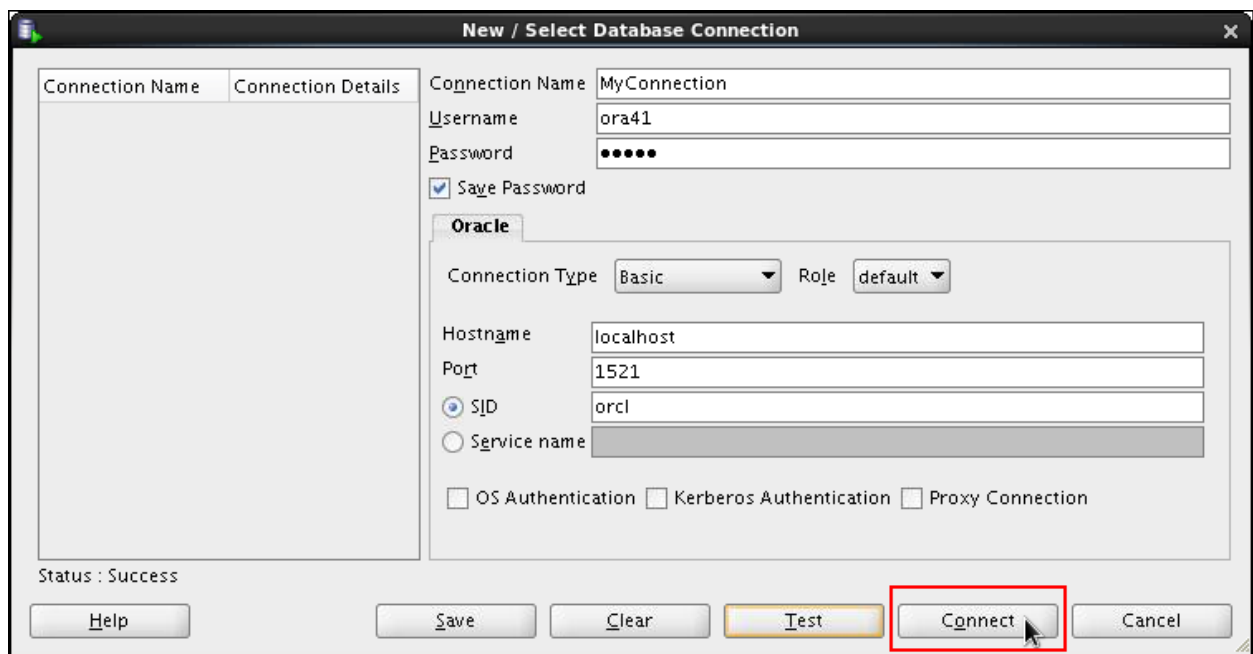 New / Select Database Connection
Connection Name Connection Details
Connection Name MyConnection
Username ora41
Password •••••
Save Password
Oracle
Connection Type Basic Role default
Hostname localhost
Port 1521
SID orcl
Service name
OS Authentication Kerberos Authentication Proxy Connection
Status : Success
Help Save Clear Test Connect Cancel